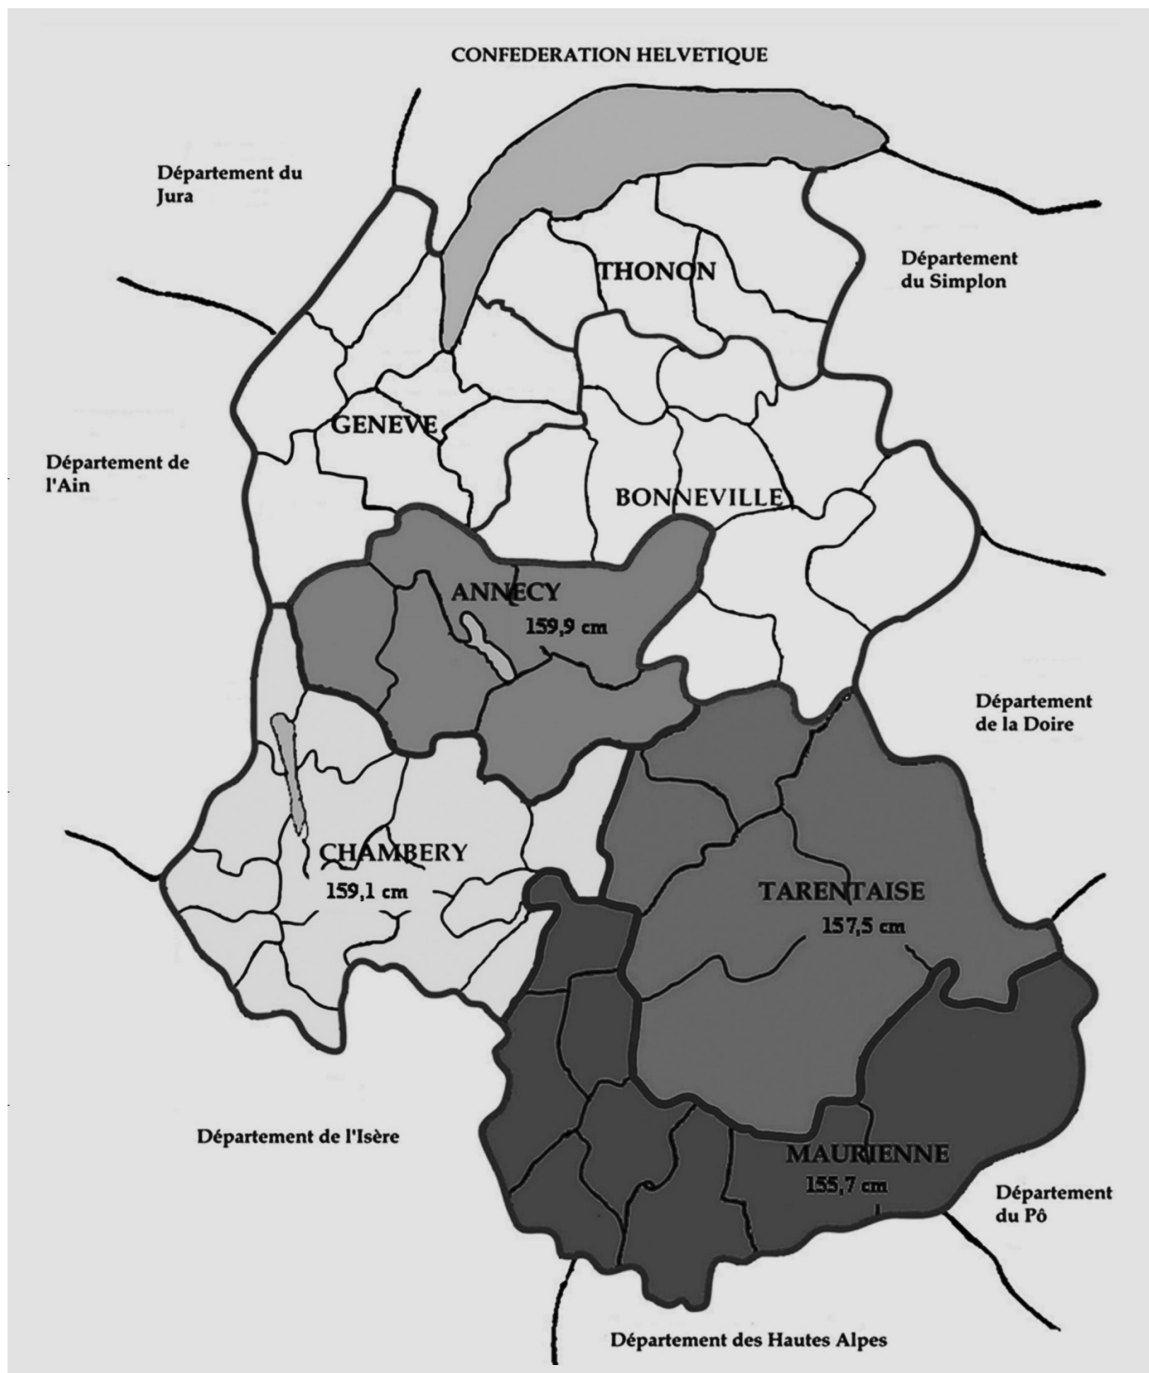 CONFEDERATION HELVETIQUE
Département du
Jura
Département
du Simplon
THONON
GENEVE
Département de
l'Ain
BONNEVILLE
ANNECY
159,9 cm
Département
de la Doire
CHAMBERY
159,1 cm
TARENTAISE
157,5 cm
Département de l'Isère
MAURIENNE
155,7 cm
Département
du Pô
Département des Hautes Alpes